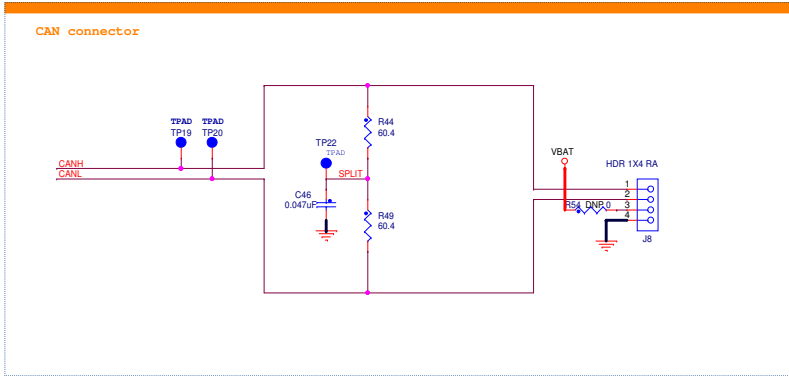 CAN connector
TPAD TPAD
TP19 TP20
R44
60.4
TP22
TPAD
VBAT
HDR 1X4 RA
CANH
CANL
SPLIT
C46
0.047uF
R49
60.4
R54 DNP 0
1
2
3
4
J8